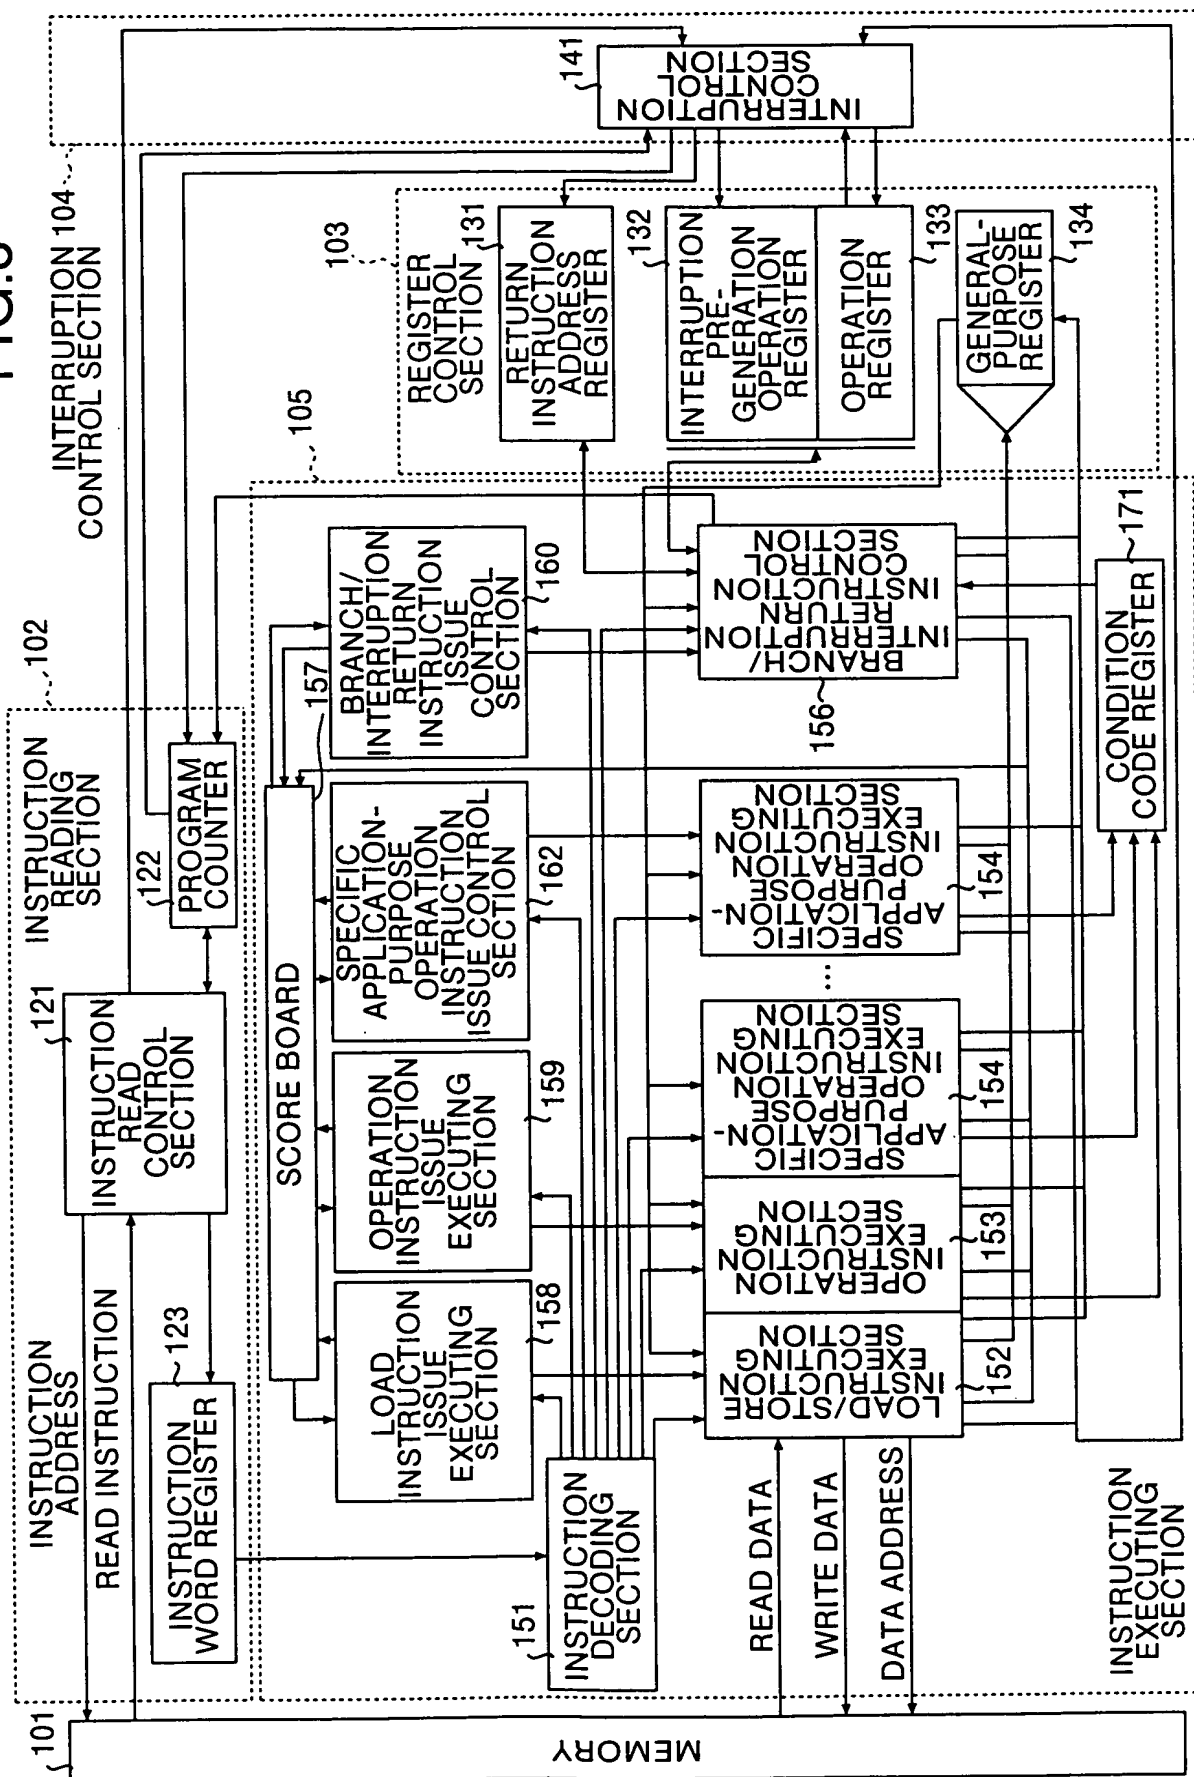 101
MEMORY
INSTRUCTION
ADDRESS
READ INSTRUCTION
INSTRUCTION
READING
SECTION
102
121
INSTRUCTION
READ
CONTROL
SECTION
122
PROGRAM
COUNTER
123
INSTRUCTION
WORD REGISTER
INTERRUPTION
CONTROL SECTION
104
141
INTERRUPTION
CONTROL
SECTION
103
REGISTER
CONTROL
SECTION
131
RETURN
INSTRUCTION
ADDRESS
REGISTER
132
INTERRUPTION
PRE-
GENERATION
OPERATION
REGISTER
OPERATION
REGISTER
133
GENERAL-
PURPOSE
REGISTER
134
105
SCORE BOARD
157
LOAD
INSTRUCTION
ISSUE
EXECUTING
SECTION
158
OPERATION
INSTRUCTION
ISSUE
EXECUTING
SECTION
159
SPECIFIC
APPLICATION-
PURPOSE
OPERATION
INSTRUCTION
ISSUE CONTROL
SECTION
162
BRANCH/
INTERRUPTION
RETURN
INSTRUCTION
ISSUE
CONTROL
SECTION
160
151
INSTRUCTION
DECODING
SECTION
LOAD/STORE
INSTRUCTION
EXECUTING
SECTION
152
OPERATION
INSTRUCTION
EXECUTING
SECTION
153
SPECIFIC
APPLICATION-
PURPOSE
OPERATION
INSTRUCTION
EXECUTING
SECTION
154
...
SPECIFIC
APPLICATION-
PURPOSE
OPERATION
INSTRUCTION
EXECUTING
SECTION
154
BRANCH/
INTERRUPTION
RETURN
INSTRUCTION
CONTROL
SECTION
156
CONDITION
CODE REGISTER
171
READ DATA
WRITE DATA
DATA ADDRESS
INSTRUCTION
EXECUTING
SECTION